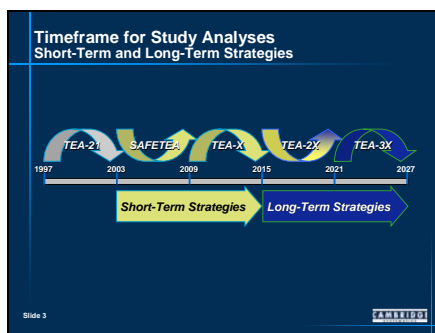 Timeframe for Study Analyses
Short-Term and Long-Term Strategies
TEA-21 SAFETEA TEA-X TEA-2X TEA-3X
1997 2003 2009 2015 2021 2027
Short-Term Strategies Long-Term Strategies
Slide 3
CAMBRIDGE